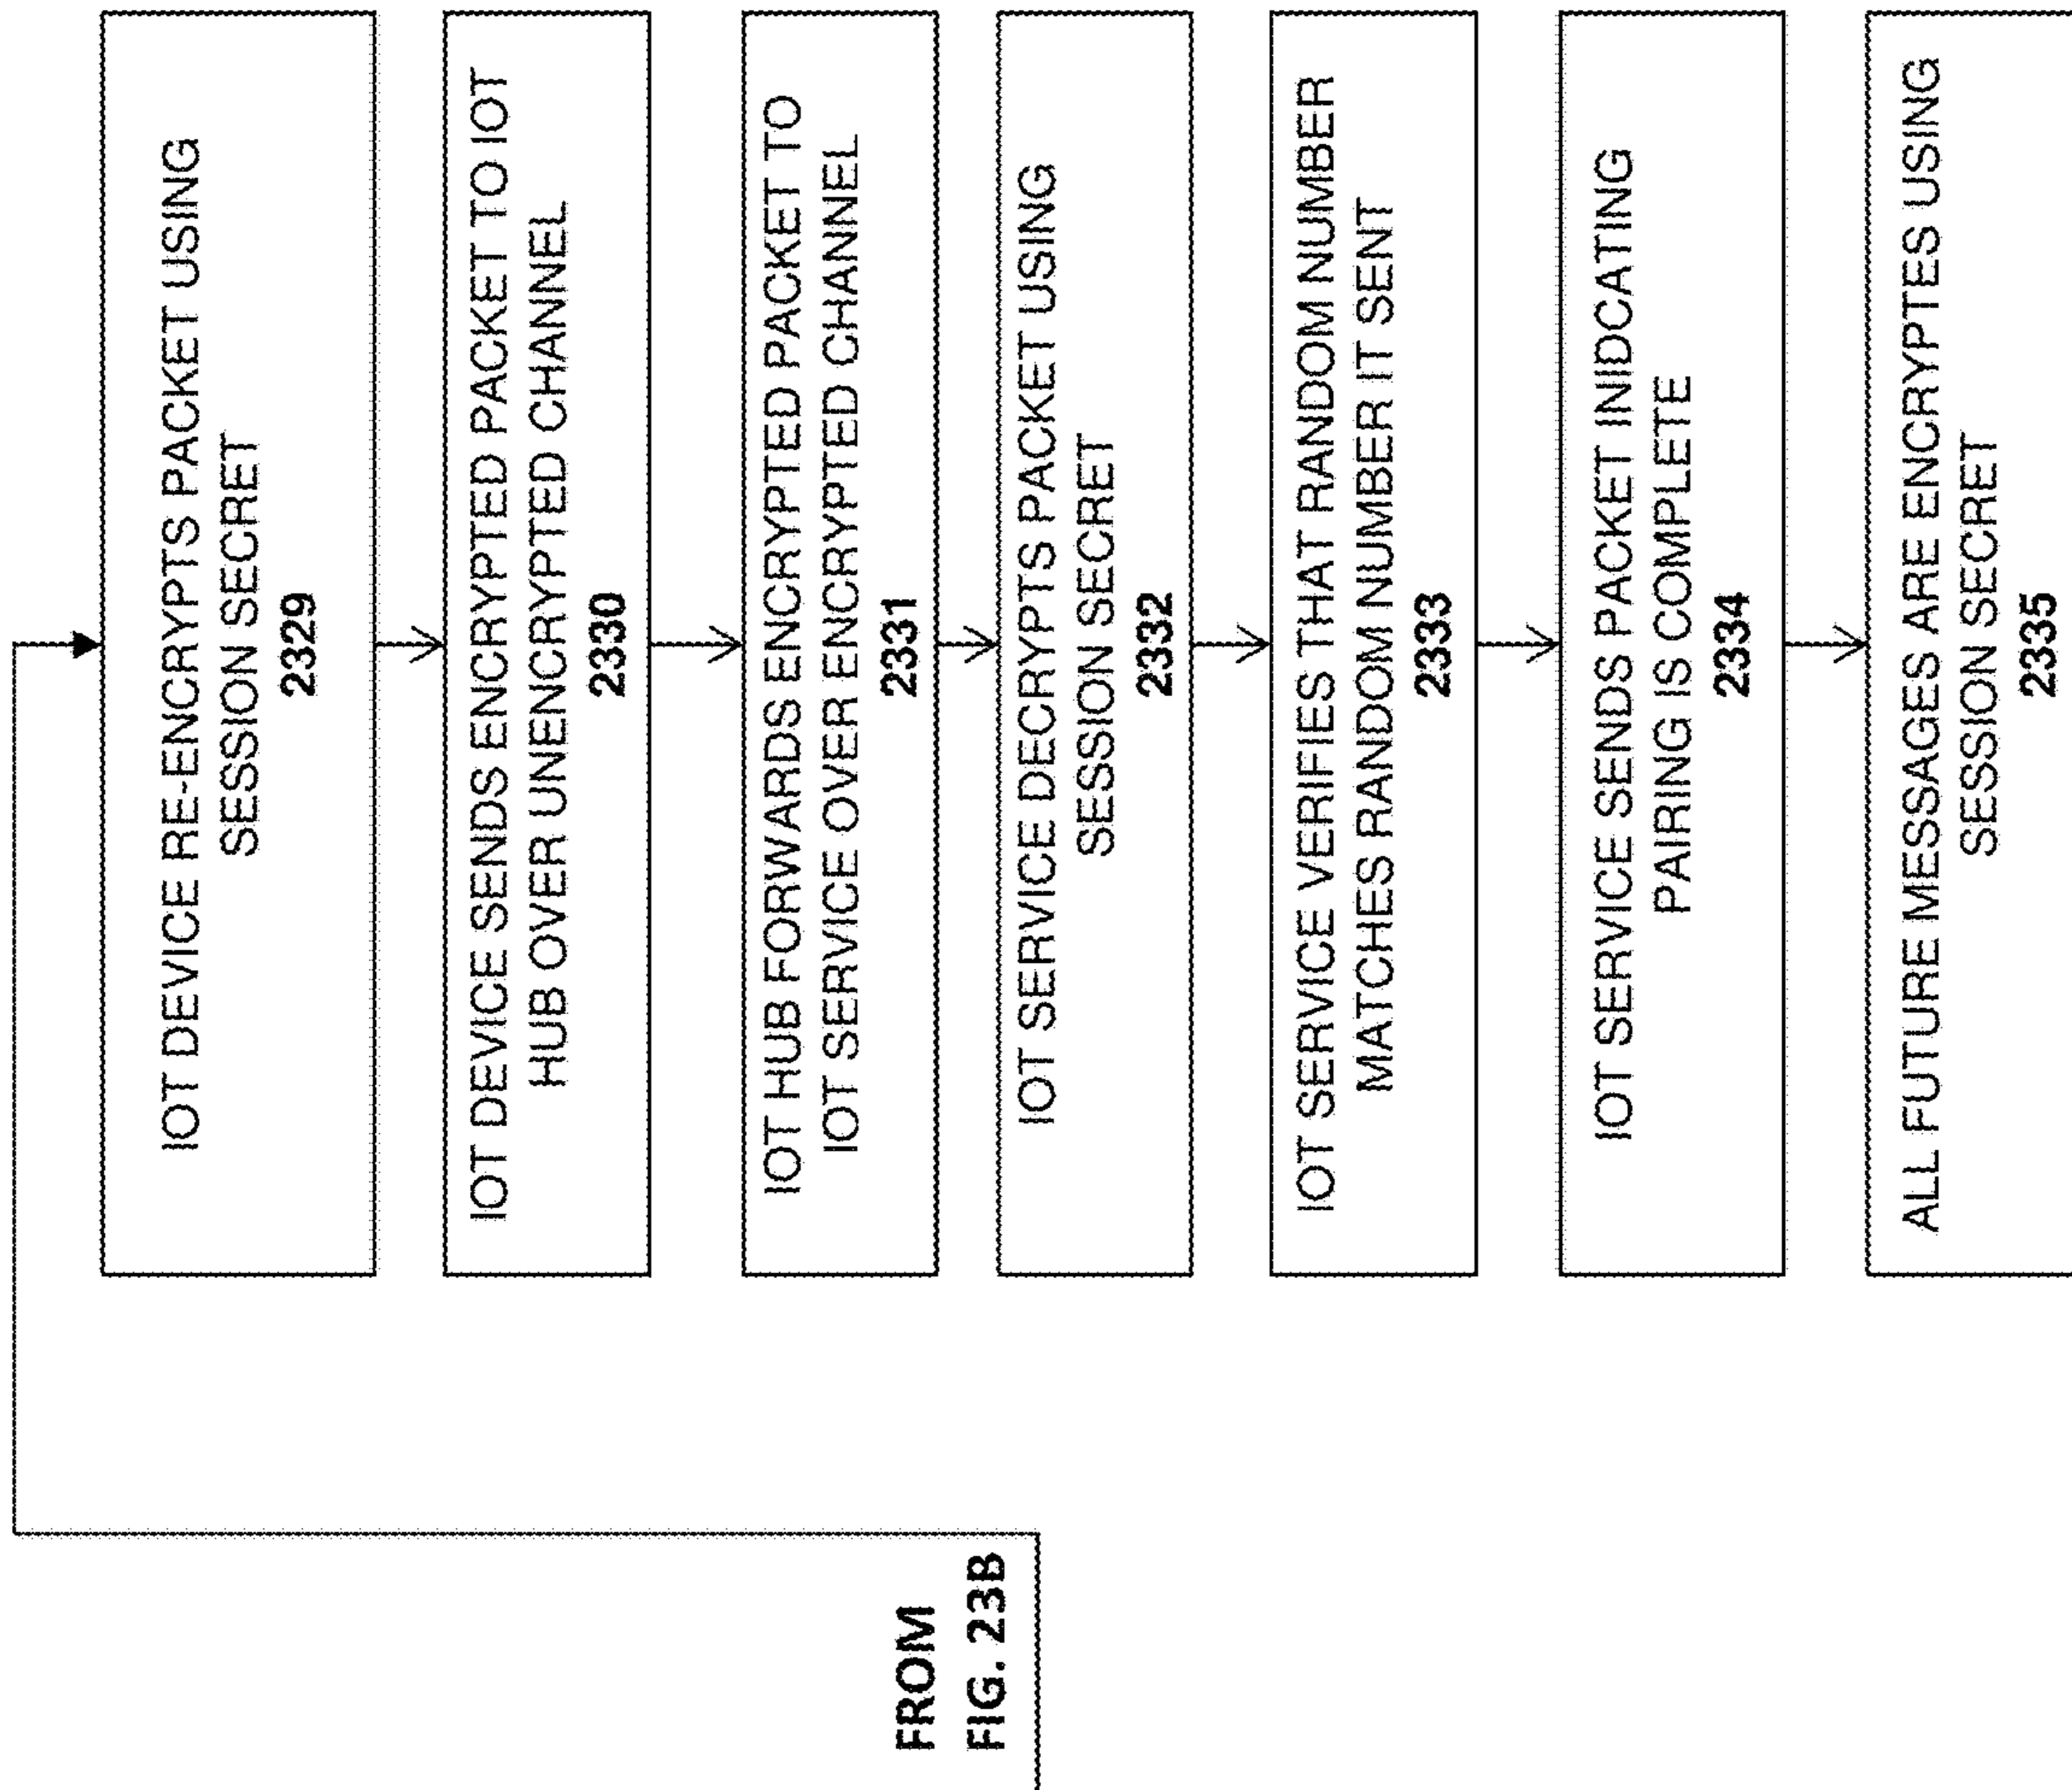 IOT DEVICE RE-ENCRYPTS PACKET USING
SESSION SECRET
2329
IOT DEVICE SENDS ENCRYPTED PACKET TO IOT
HUB OVER UNENCRYPTED CHANNEL
2330
IOT HUB FORWARDS ENCRYPTED PACKET TO
IOT SERVICE OVER ENCRYPTED CHANNEL
2331
IOT SERVICE DECRYPTS PACKET USING
SESSION SECRET
2332
IOT SERVICE VERIFIES THAT RANDOM NUMBER
MATCHES RANDOM NUMBER IT SENT
2333
IOT SERVICE SENDS PACKET INIDCATING
PAIRING IS COMPLETE
2334
ALL FUTURE MESSAGES ARE ENCRYPTES USING
SESSION SECRET
2335
FROM
FIG. 23B